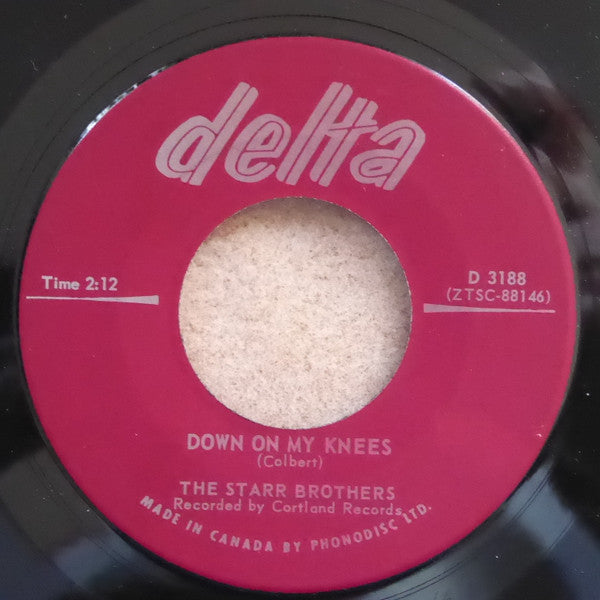 delta
Time 2:12
D 3188
(ZTSC-88146)
DOWN ON MY KNEES
(Colbert)
THE STARR BROTHERS
Recorded by Cortland Records
MADE IN CANADA BY PHONODISC LTD.